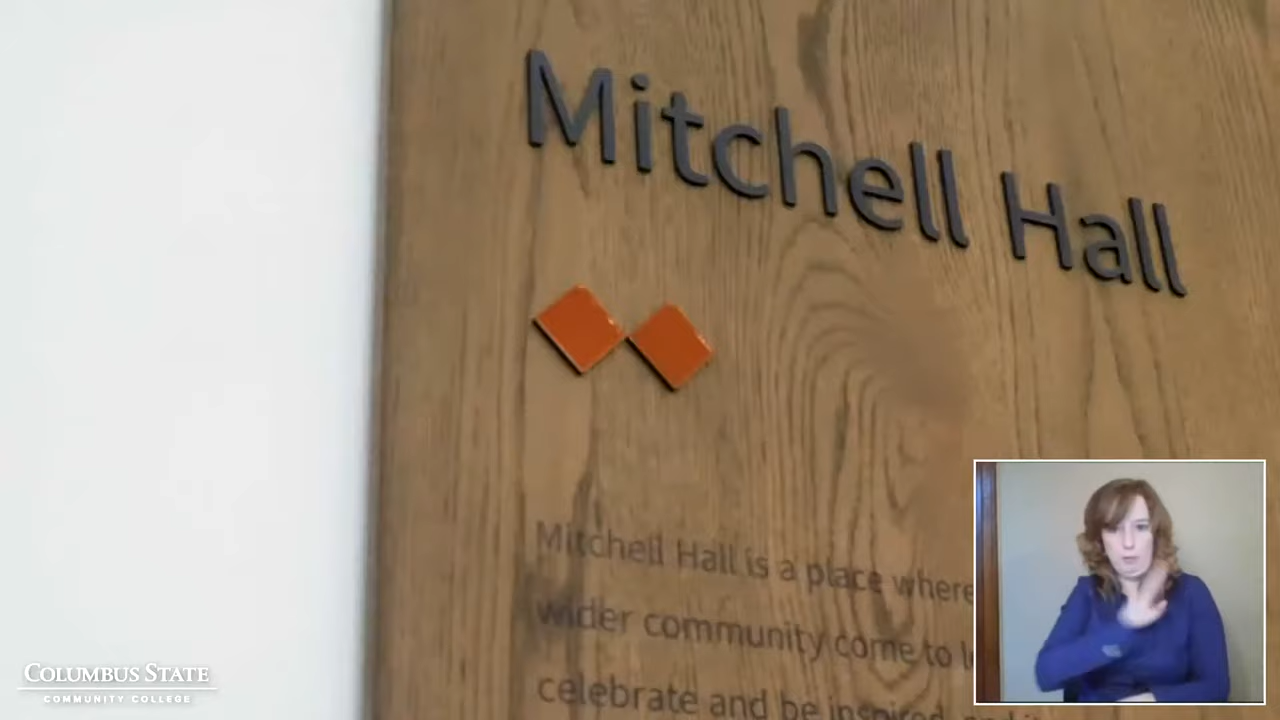 Mitchell Hall
Mitchell Hall is a place where
wider community come to
celebrate and be inspired, and
COLUMBUS STATE
COMMUNITY COLLEGE